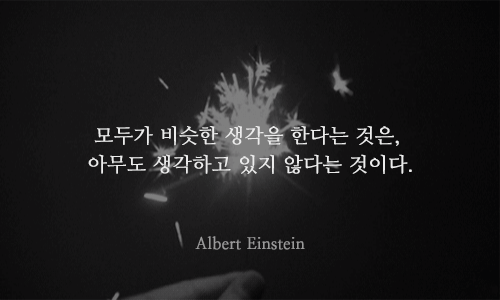 모두가 비슷한 생각을 한다는 것은,
아무도 생각하고 있지 않다는 것이다.
Albert Einstein